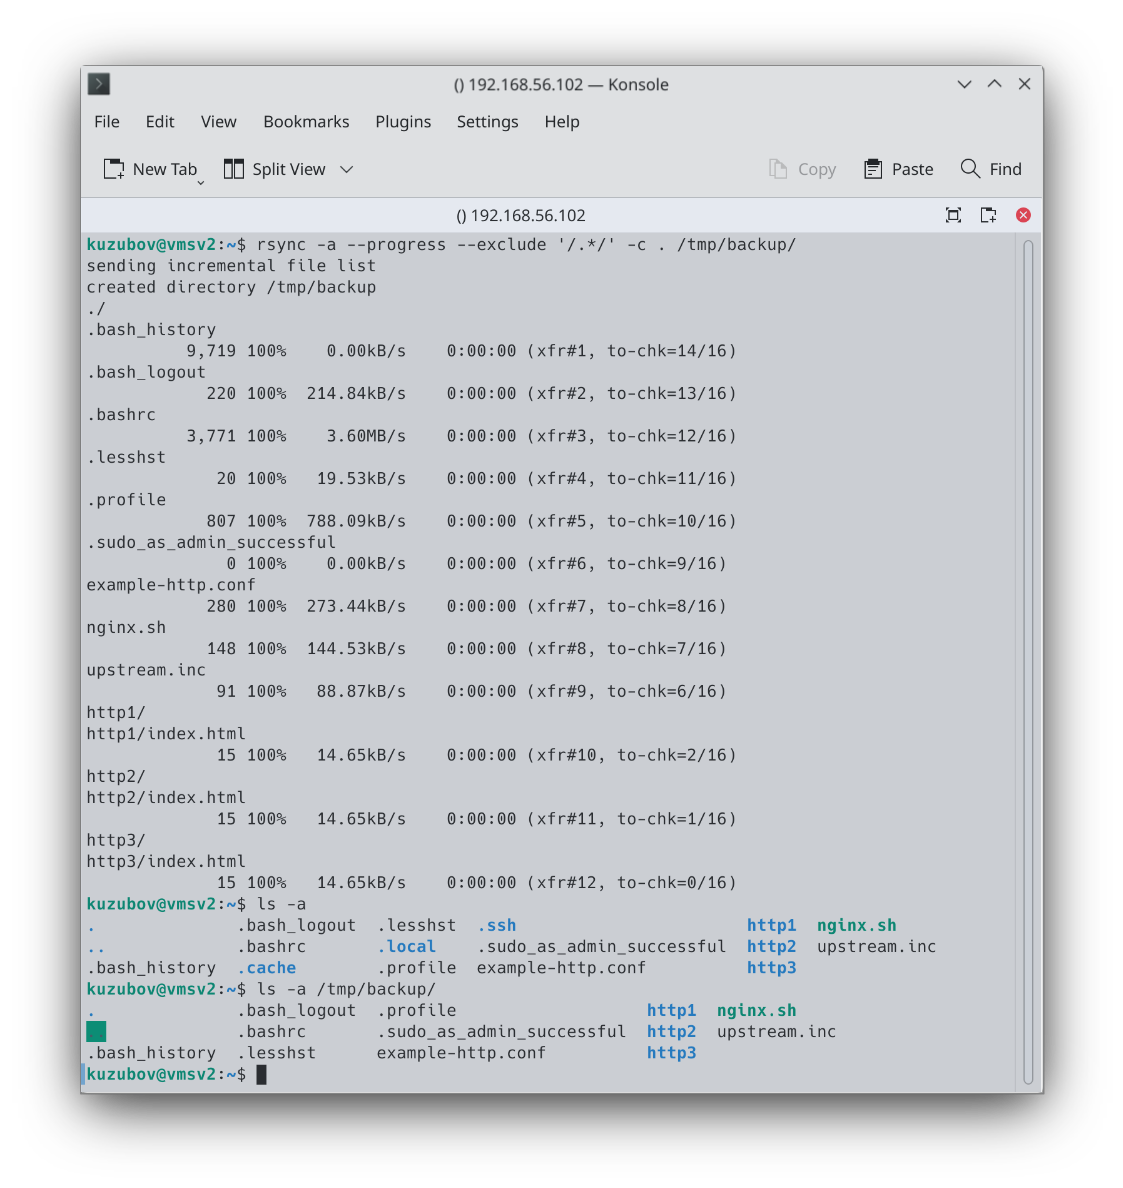 () 192.168.56.102 — Konsole
File Edit View Bookmarks Plugins Settings Help
New Tab Split View Copy Paste Find
() 192.168.56.102
kuzubov@vmsv2:~$ rsync -a --progress --exclude '/.*/' -c . /tmp/backup/
sending incremental file list
created directory /tmp/backup
./
.bash_history
          9,719 100%    0.00kB/s    0:00:00 (xfr#1, to-chk=14/16)
.bash_logout
            220 100%  214.84kB/s    0:00:00 (xfr#2, to-chk=13/16)
.bashrc
          3,771 100%    3.60MB/s    0:00:00 (xfr#3, to-chk=12/16)
.lesshst
             20 100%   19.53kB/s    0:00:00 (xfr#4, to-chk=11/16)
.profile
            807 100%  788.09kB/s    0:00:00 (xfr#5, to-chk=10/16)
.sudo_as_admin_successful
              0 100%    0.00kB/s    0:00:00 (xfr#6, to-chk=9/16)
example-http.conf
            280 100%  273.44kB/s    0:00:00 (xfr#7, to-chk=8/16)
nginx.sh
            148 100%  144.53kB/s    0:00:00 (xfr#8, to-chk=7/16)
upstream.inc
             91 100%   88.87kB/s    0:00:00 (xfr#9, to-chk=6/16)
http1/
http1/index.html
             15 100%   14.65kB/s    0:00:00 (xfr#10, to-chk=2/16)
http2/
http2/index.html
             15 100%   14.65kB/s    0:00:00 (xfr#11, to-chk=1/16)
http3/
http3/index.html
             15 100%   14.65kB/s    0:00:00 (xfr#12, to-chk=0/16)
kuzubov@vmsv2:~$ ls -a
.              .bash_logout  .lesshst  .ssh                       http1  nginx.sh
..             .bashrc       .local    .sudo_as_admin_successful  http2  upstream.inc
.bash_history  .cache        .profile  example-http.conf          http3
kuzubov@vmsv2:~$ ls -a /tmp/backup/
.              .bash_logout  .profile                   http1  nginx.sh
..             .bashrc       .sudo_as_admin_successful  http2  upstream.inc
.bash_history  .lesshst      example-http.conf          http3
kuzubov@vmsv2:~$